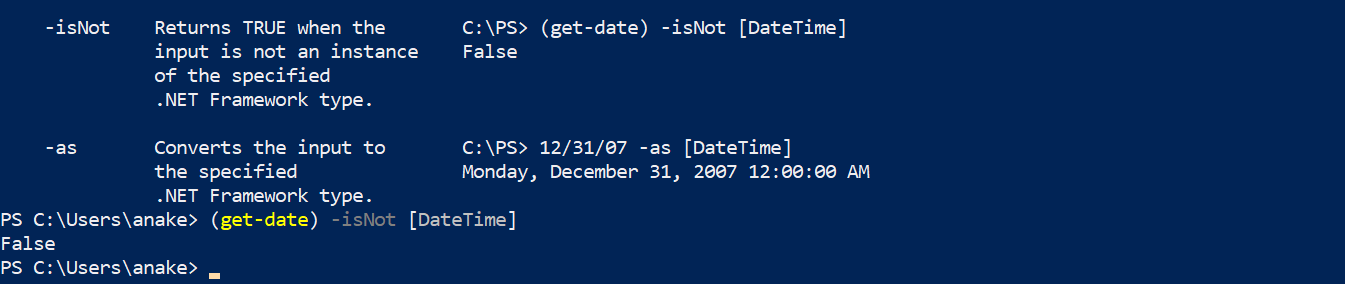 -isNot Returns TRUE when the C:\PS> (get-date) -isNot [DateTime]
input is not an instance False
of the specified
.NET Framework type.
-as Converts the input to C:\PS> 12/31/07 -as [DateTime]
the specified Monday, December 31, 2007 12:00:00 AM
.NET Framework type.
PS C:\Users\anake> (get-date) -isNot [DateTime]
False
PS C:\Users\anake>